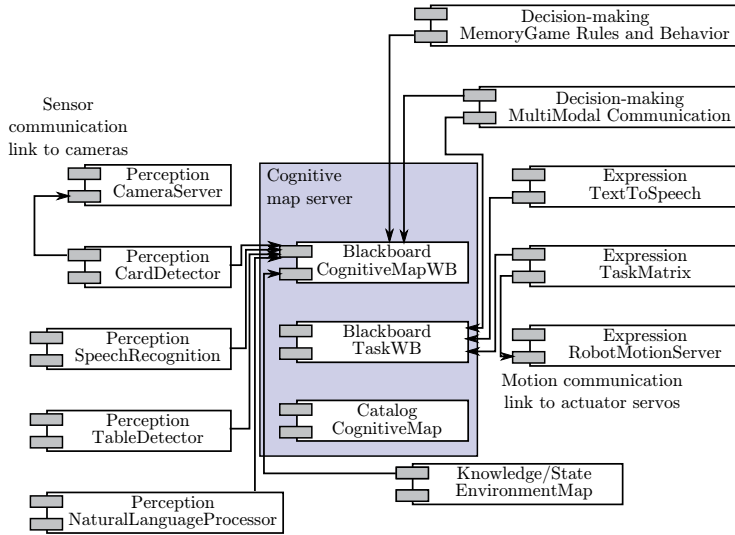 Decision-making
MemoryGame Rules and Behavior
Decision-making
MultiModal Communication
Sensor
communication
link to cameras
Perception
CameraServer
Cognitive
map server
Expression
TextToSpeech
Perception
CardDetector
Blackboard
CognitiveMapWB
Expression
TaskMatrix
Perception
SpeechRecognition
Blackboard
TaskWB
Expression
RobotMotionServer
Motion communication
link to actuator servos
Perception
TableDetector
Catalog
CognitiveMap
Knowledge/State
EnvironmentMap
Perception
NaturalLanguageProcessor